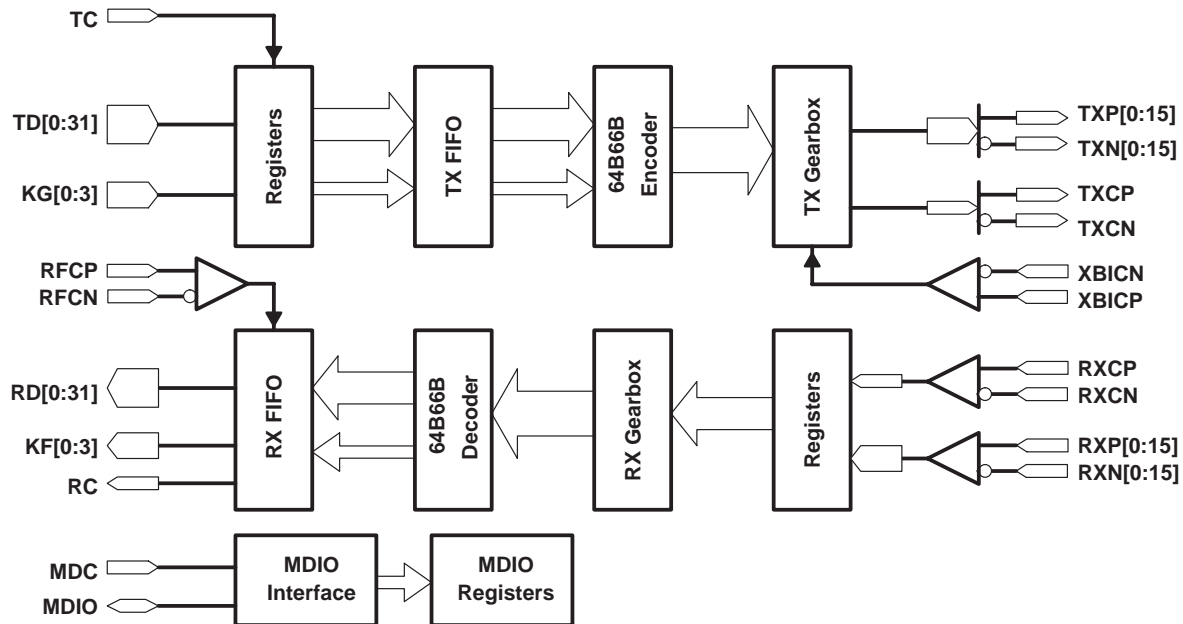 TC
TD[0:31]
KG[0:3]
Registers
TX FIFO
64B66B
Encoder
TX Gearbox
TXP[0:15]
TXN[0:15]
TXCP
TXCN
RFCP
RFCN
XBICN
XBICP
RD[0:31]
KF[0:3]
RC
RX FIFO
64B66B
Decoder
RX Gearbox
Registers
RXCP
RXCN
RXP[0:15]
RXN[0:15]
MDC
MDIO
MDIO
Interface
MDIO
Registers